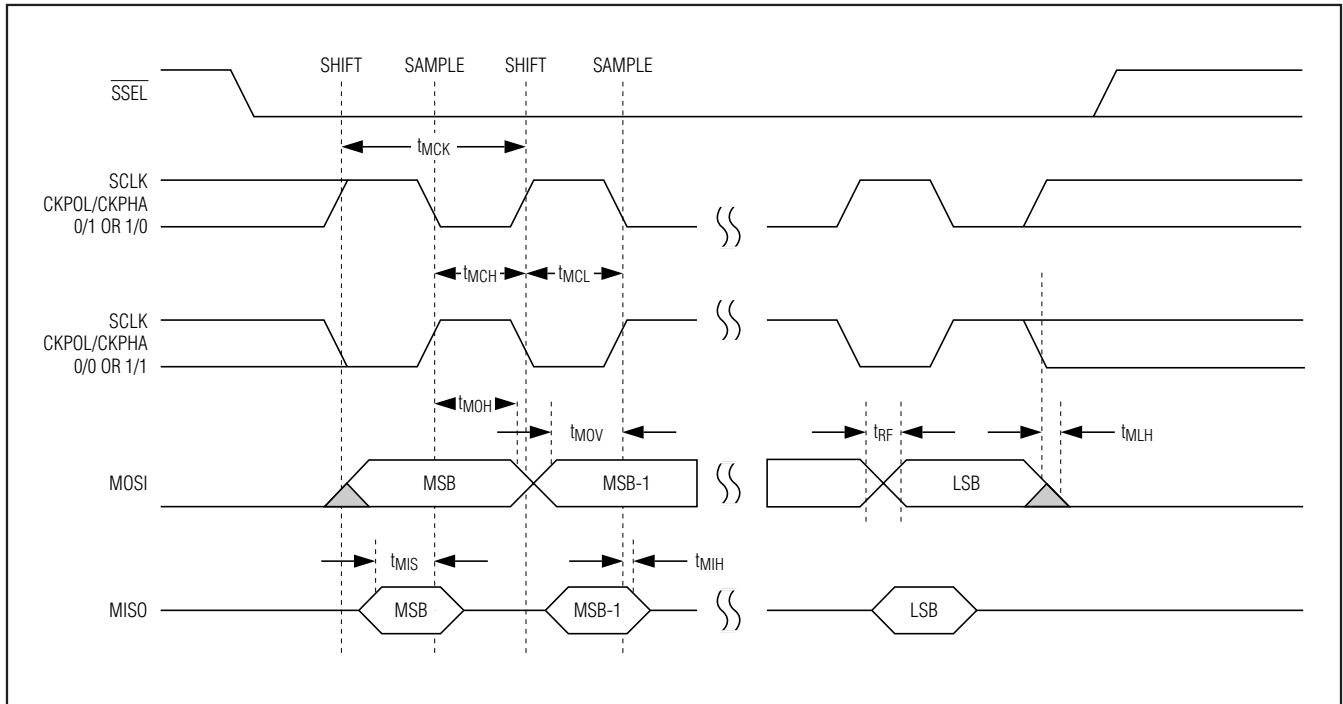 SHIFT SAMPLE SHIFT SAMPLE
SSEL
tMCK
SCLK
CKPOL/CKPHA
0/1 OR 1/0
tMCH tMCL
SCLK
CKPOL/CKPHA
0/0 OR 1/1
tMOH
tMOV tRF tMLH
MOSI MSB MSB-1 LSB
tMIS tMIH
MISO MSB MSB-1 LSB